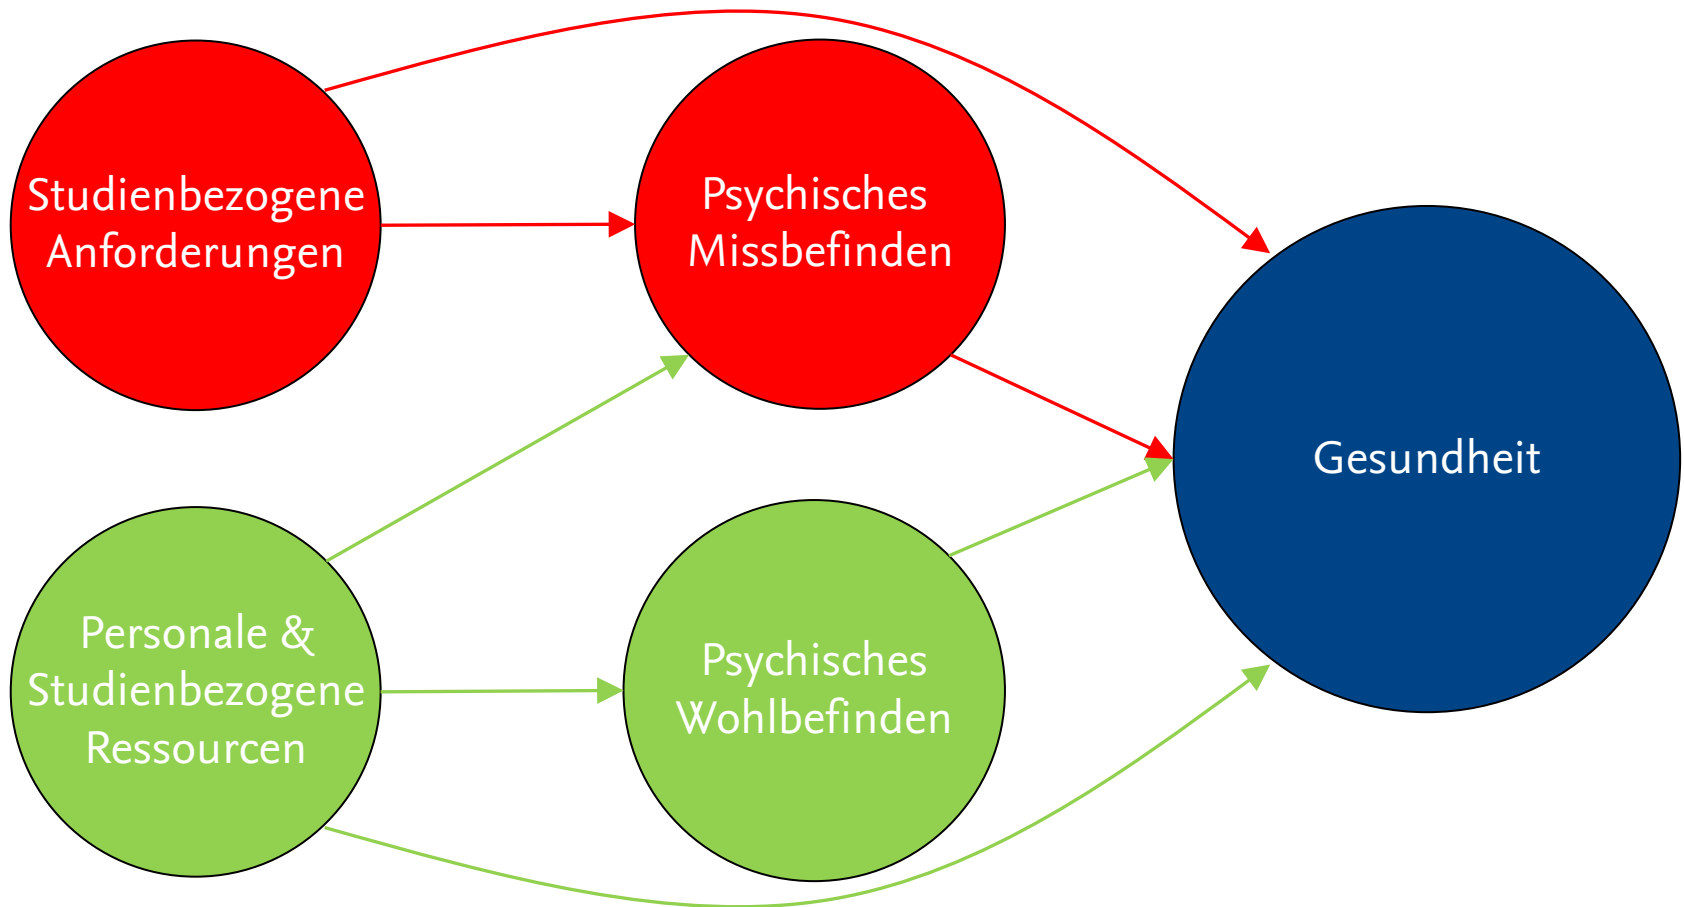 Studienbezogene
Anforderungen
Psychisches
Missbefinden
Gesundheit
Personale &
Studienbezogene
Ressourcen
Psychisches
Wohlbefinden